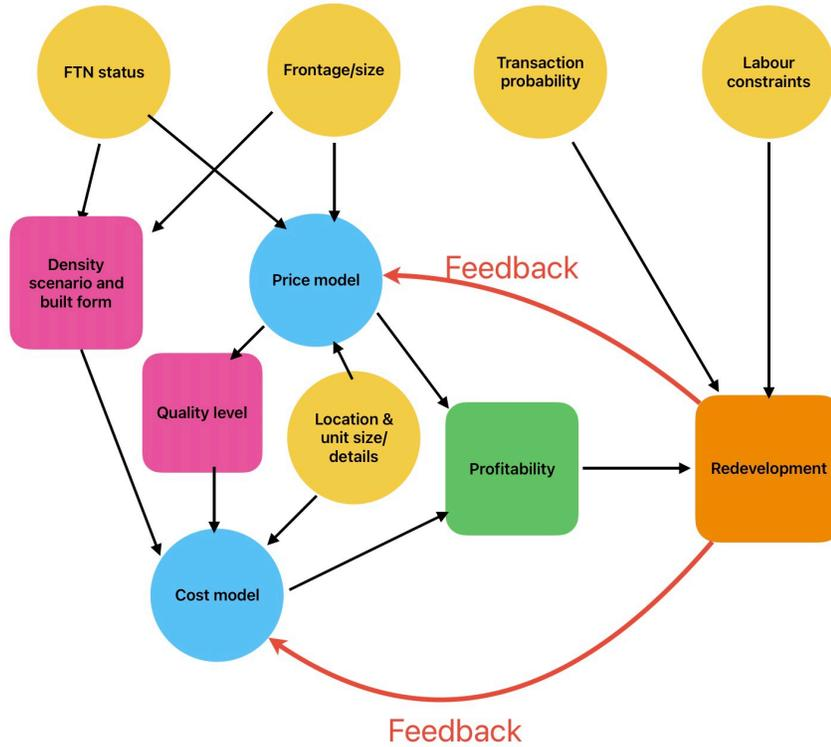 FTN status
Frontage/size
Transaction
probability
Labour
constraints
Density
scenario and
built form
Price model
Feedback
Quality level
Location &
unit size/
details
Profitability
Redevelopment
Cost model
Feedback